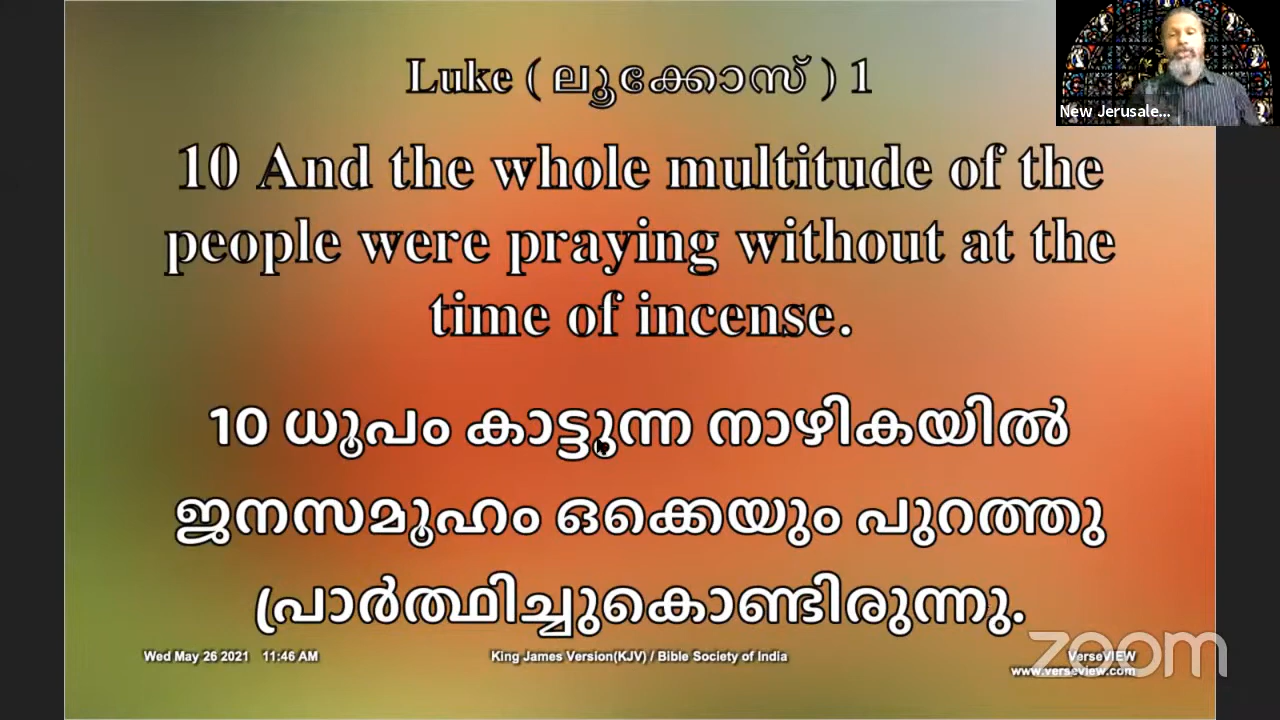 Luke ( ലൂക്കോസ് ) 1
New Jerusale...
10 And the whole multitude of the
people were praying without at the
time of incense.
10 ധൂപം കാട്ടുന്ന നാഴികയിൽ
ജനസമൂഹം ഒക്കെയും പുറത്തു
പ്രാർത്ഥിച്ചുകൊണ്ടിരുന്നു.
Wed May 26 2021 11:46 AM
King James Version(KJV) / Bible Society of India
VerseVIEW
www.verseview.com
zoom